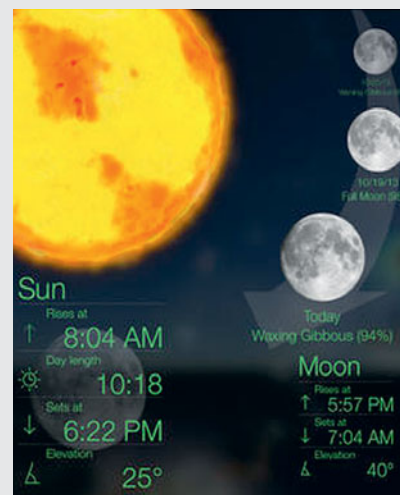 10/19/13
Full Moon
Today
Waxing Gibbous (94%)
Sun
Rises at
8:04 AM
Day length
10:18
Sets at
6:22 PM
Elevation
25°
Moon
Rises at
5:57 PM
Sets at
7:04 AM
Elevation
40°